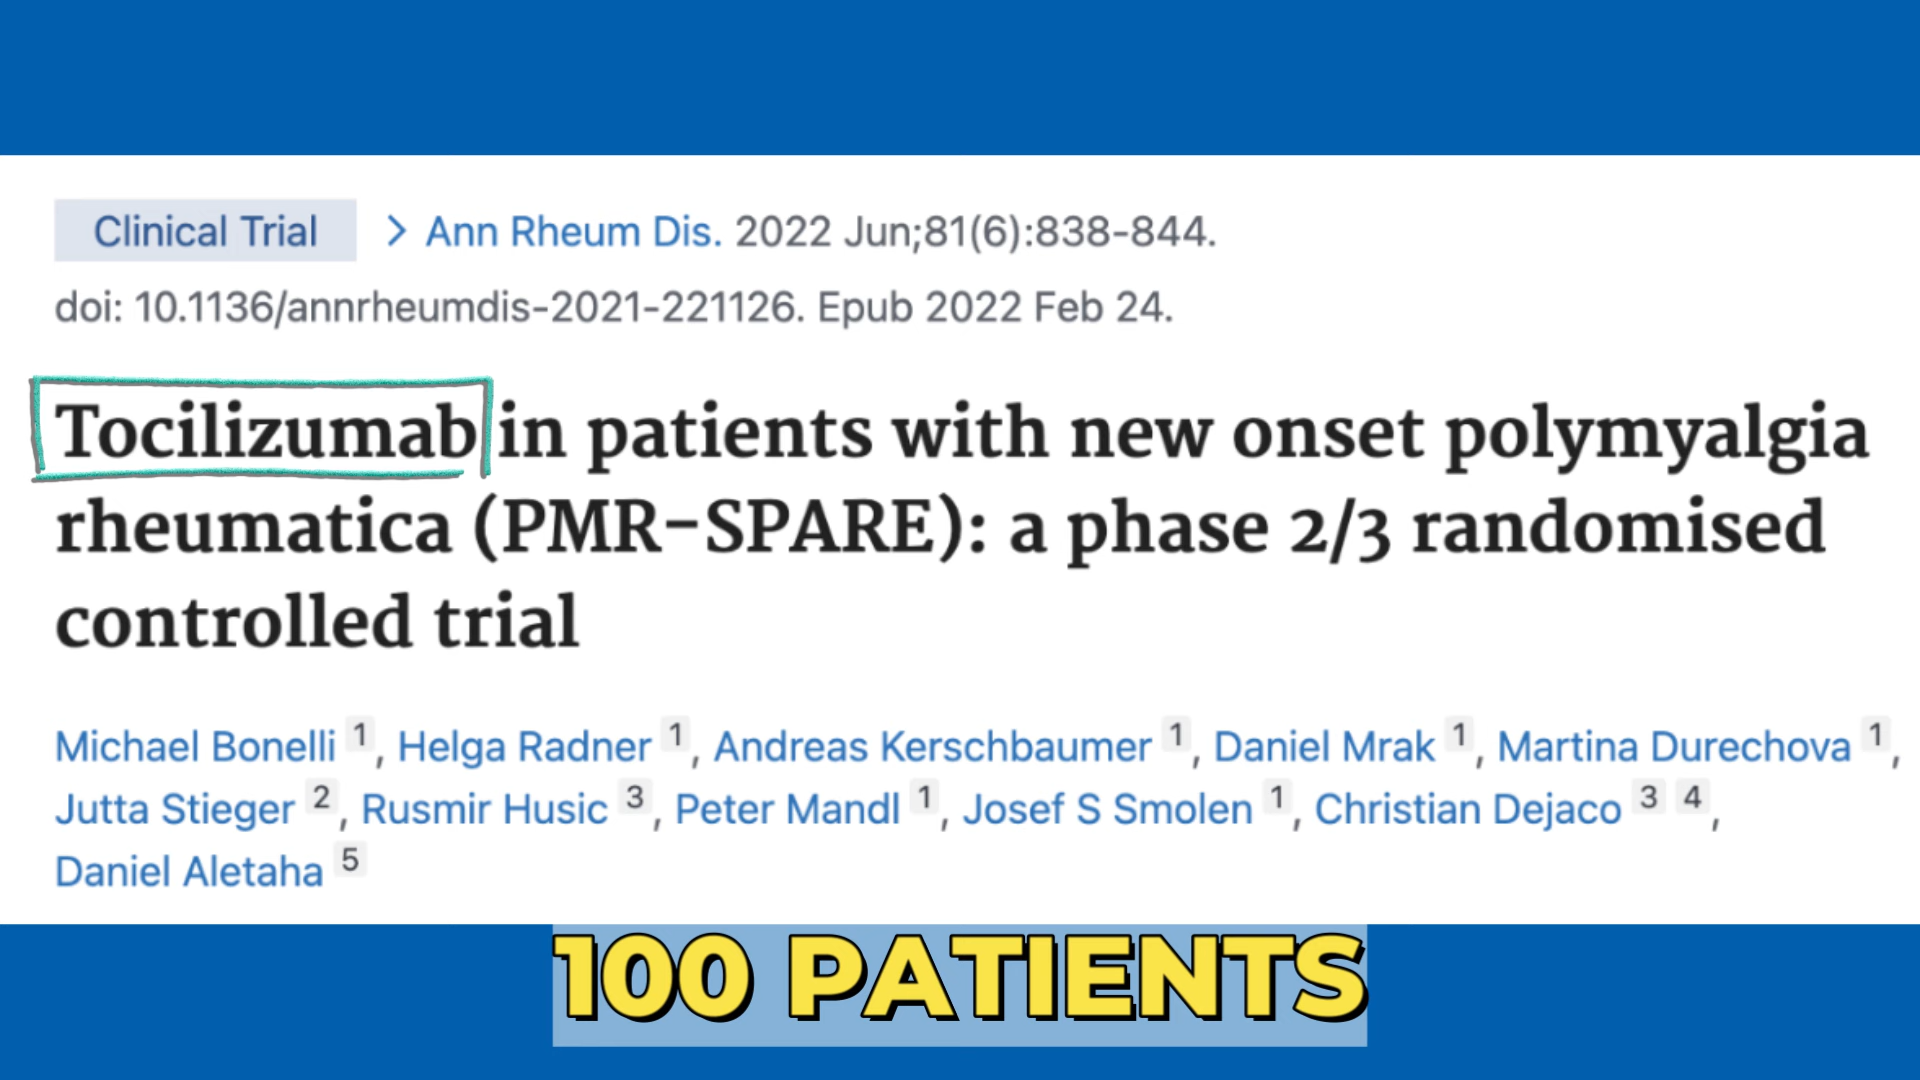 Clinical Trial > Ann Rheum Dis. 2022 Jun;81(6):838-844.
doi: 10.1136/annrheumdis-2021-221126. Epub 2022 Feb 24.
Tocilizumab in patients with new onset polymyalgia
rheumatica (PMR-SPARE): a phase 2/3 randomised
controlled trial
Michael Bonelli 1, Helga Radner 1, Andreas Kerschbaumer 1, Daniel Mrak 1, Martina Durechova 1,
Jutta Stieger 2, Rusmir Husic 3, Peter Mandl 1, Josef S Smolen 1, Christian Dejaco 3 4,
Daniel Aletaha 5
100 PATIENTS